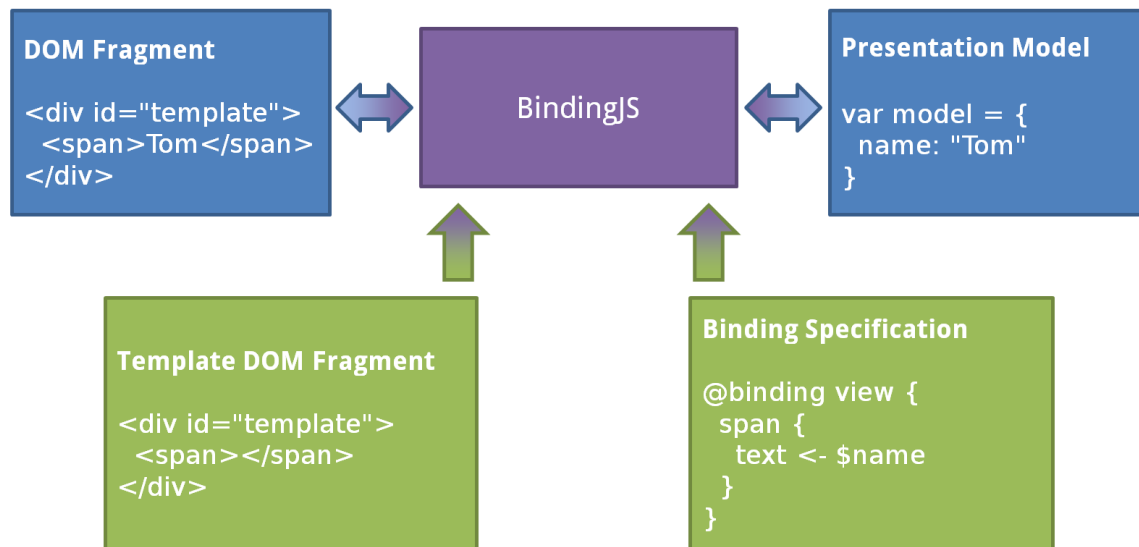 DOM Fragment
<div id="template">
  <span>Tom</span>
</div>
BindingJS
Presentation Model
var model = {
  name: "Tom"
}
Template DOM Fragment
<div id="template">
  <span></span>
</div>
Binding Specification
@binding view {
  span {
    text <- $name
  }
}